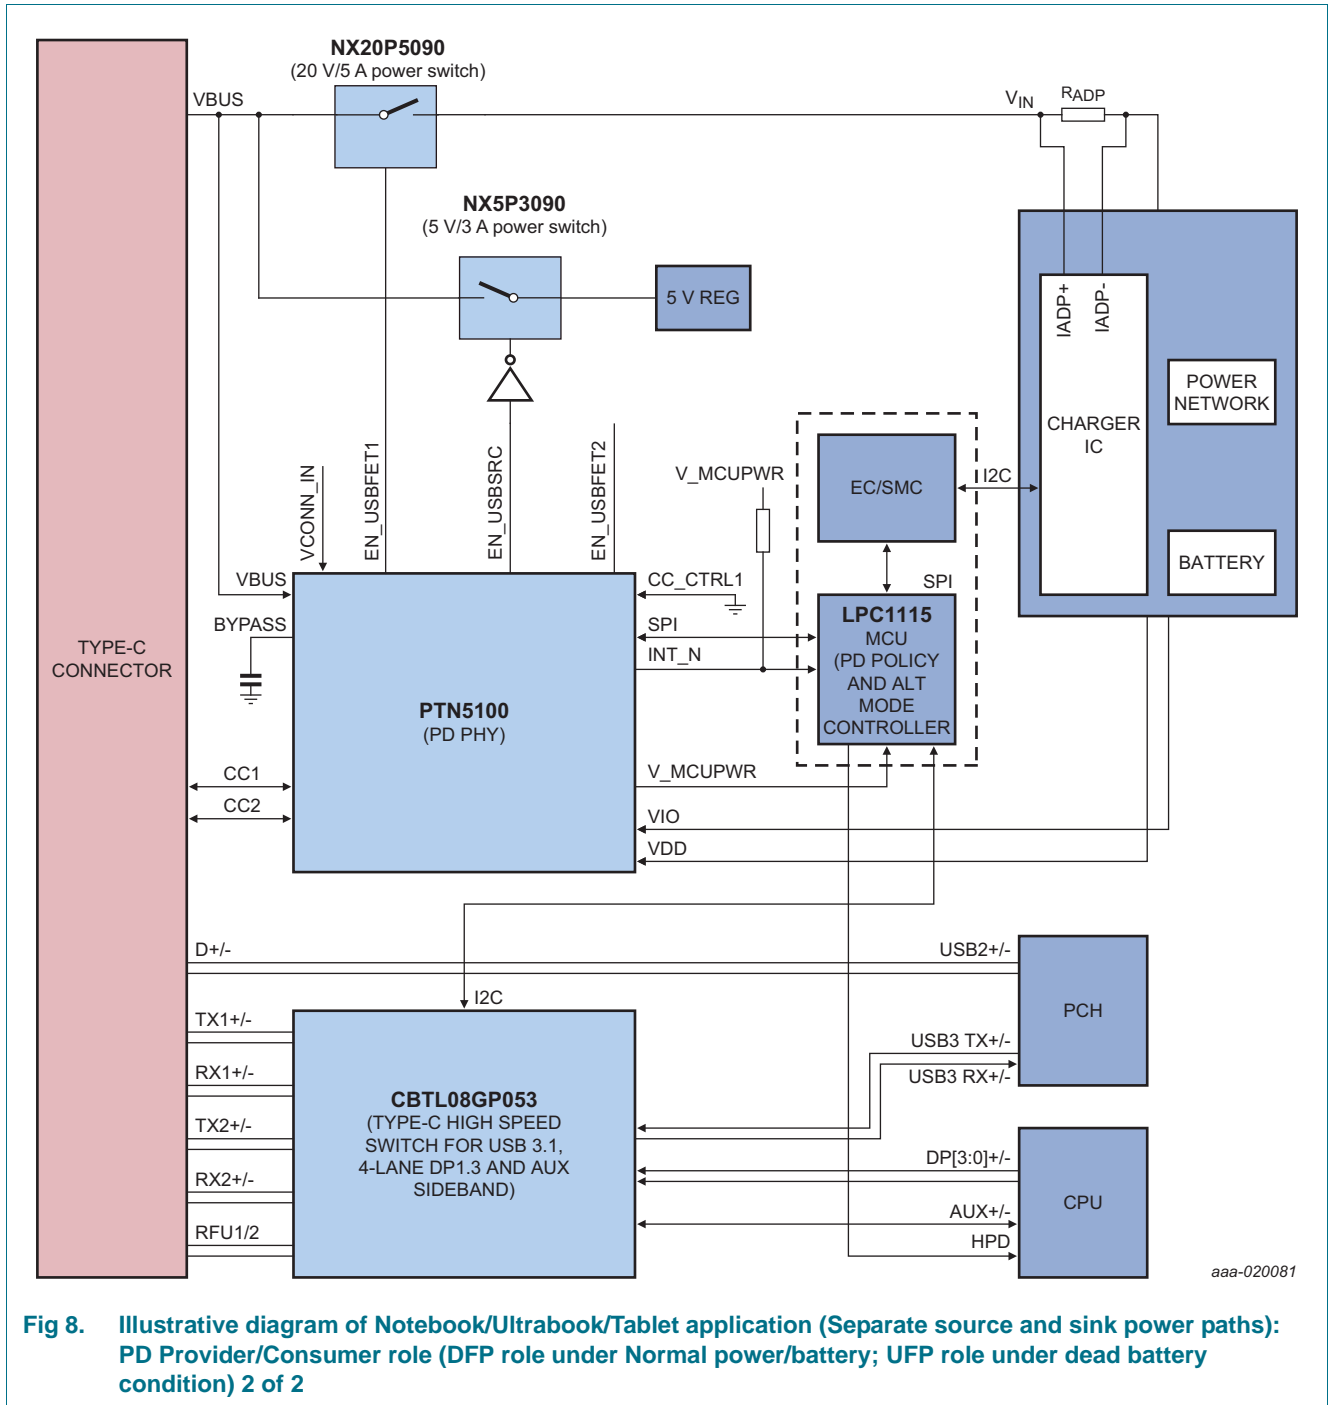 NX20P5090
(20 V/5 A power switch)
VBUS
VIN
RADP
NX5P3090
(5 V/3 A power switch)
5 V REG
IADP+
IADP-
CHARGER
IC
POWER
NETWORK
BATTERY
VCONN_IN
EN_USBFET1
EN_USBSRC
EN_USBFET2
V_MCUPWR
EC/SMC
I2C
SPI
VBUS
BYPASS
CC_CTRL1
SPI
INT_N
LPC1115
MCU
(PD POLICY
AND ALT
MODE
CONTROLLER
TYPE-C
CONNECTOR
PTN5100
(PD PHY)
CC1
CC2
V_MCUPWR
VIO
VDD
D+/-
USB2+/-
I2C
PCH
TX1+/-
RX1+/-
TX2+/-
RX2+/-
RFU1/2
CBTL08GP053
(TYPE-C HIGH SPEED
SWITCH FOR USB 3.1,
4-LANE DP1.3 AND AUX
SIDEBAND)
USB3 TX+/-
USB3 RX+/-
DP[3:0]+/-
AUX+/-
HPD
CPU
aaa-020081
Fig 8. Illustrative diagram of Notebook/Ultrabook/Tablet application (Separate source and sink power paths):
PD Provider/Consumer role (DFP role under Normal power/battery; UFP role under dead battery
condition) 2 of 2